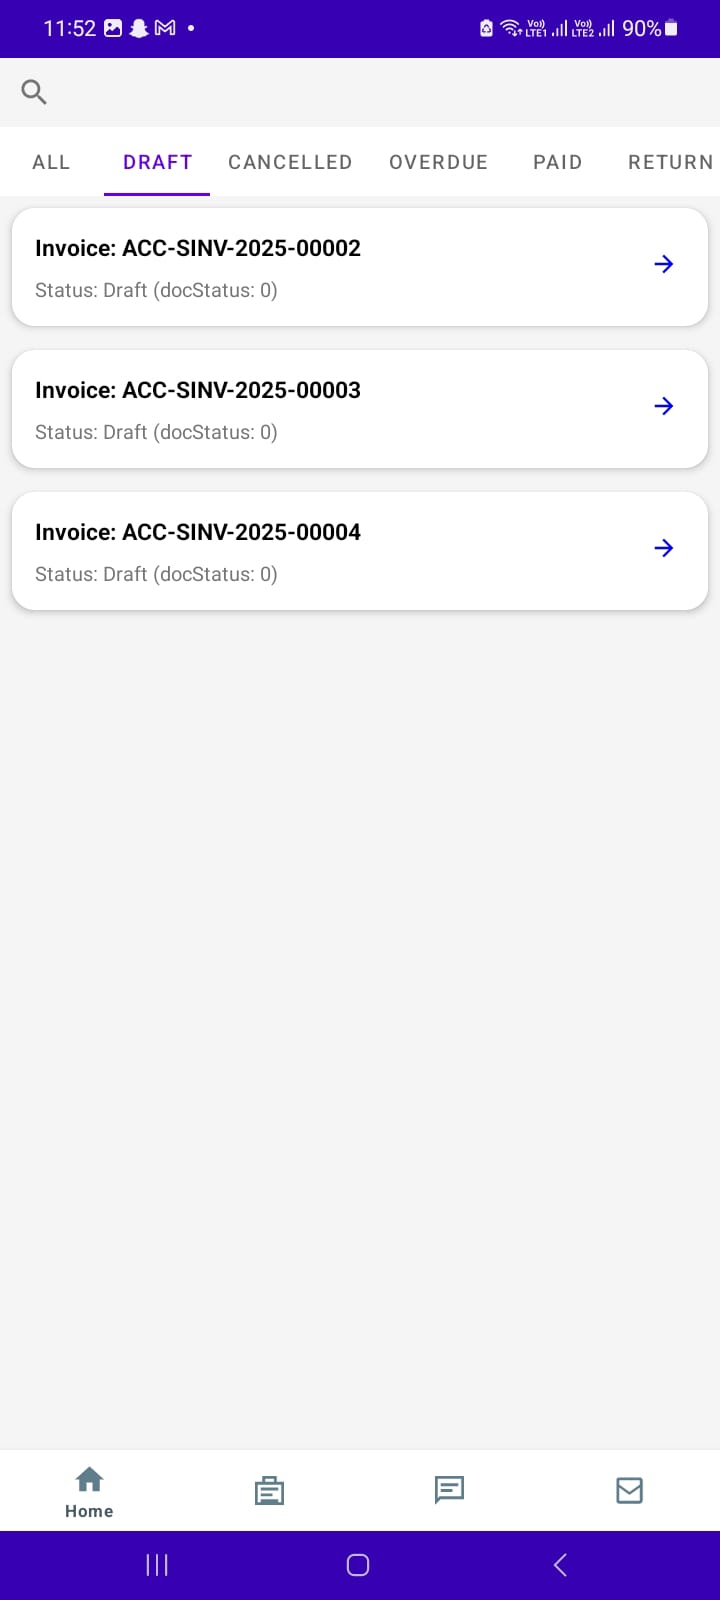 11:52
Vo)) LTE1
Vo)) LTE2
90%
ALL
DRAFT
CANCELLED
OVERDUE
PAID
RETURN
Invoice: ACC-SINV-2025-00002
Status: Draft (docStatus: 0)
Invoice: ACC-SINV-2025-00003
Status: Draft (docStatus: 0)
Invoice: ACC-SINV-2025-00004
Status: Draft (docStatus: 0)
Home